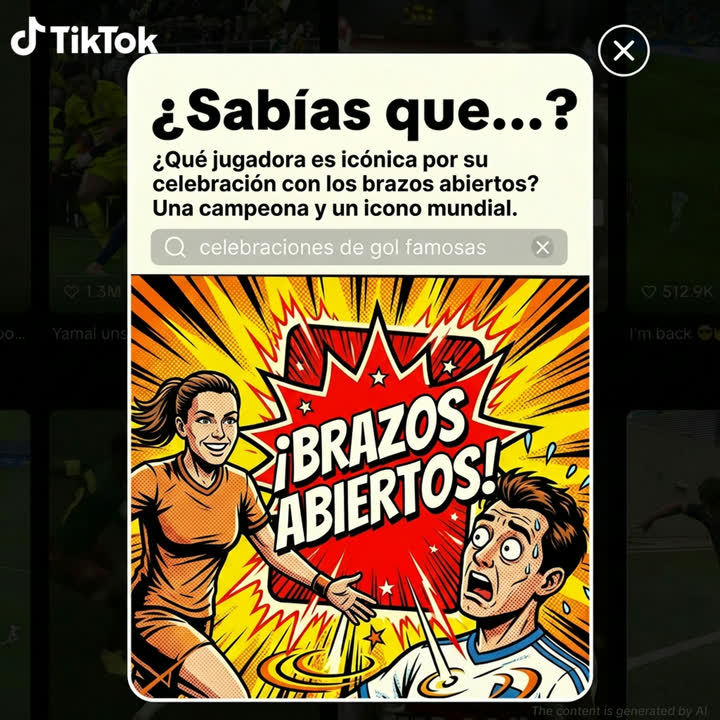 TikTok
¿Sabías que...?
¿Qué jugadora es icónica por su
celebración con los brazos abiertos?
Una campeona y un icono mundial.
celebraciones de gol famosas
1.3M
512.9K
Yamal uns
I'm back
¡BRAZOS
ABIERTOS!
The content is generated by AI